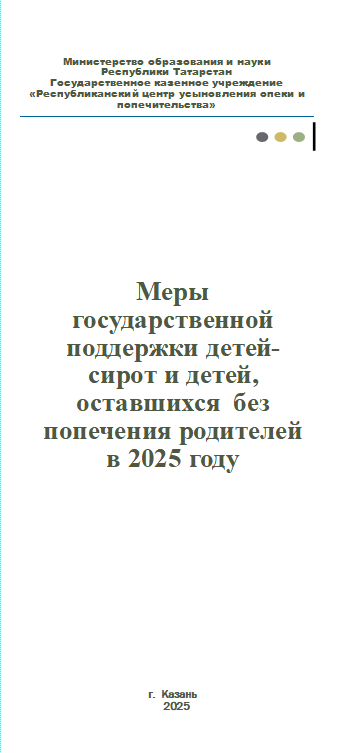 Министерство образования и науки
Республики Татарстан
Государственное казенное учреждение
«Республиканский центр усыновления опеки и
попечительства»
Меры
государственной
поддержки детей-
сирот и детей,
оставшихся без
попечения родителей
в 2025 году
г. Казань
2025